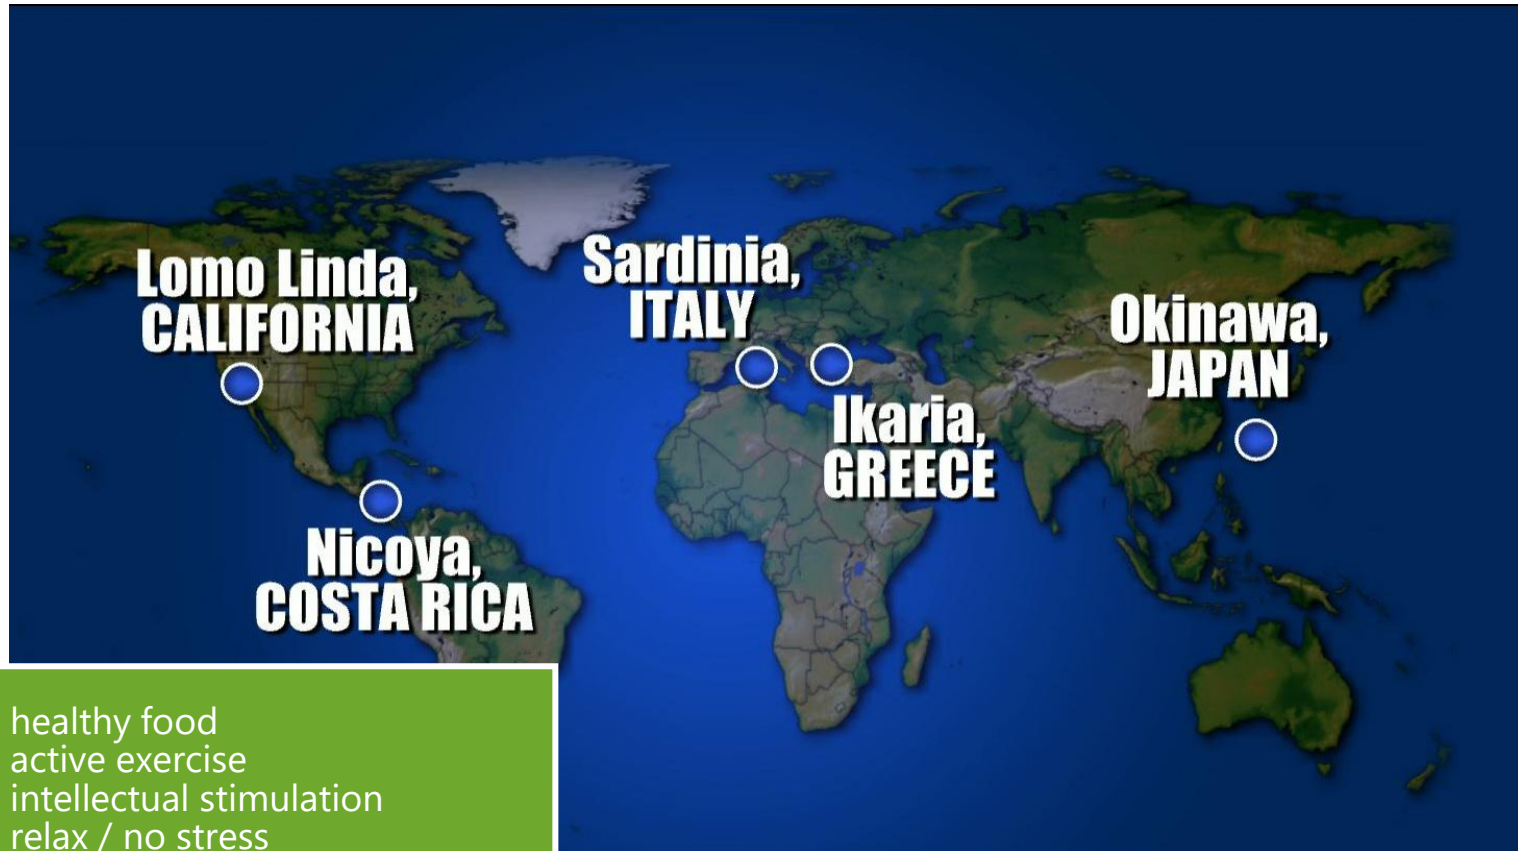 Lomo Linda,
CALIFORNIA
Sardinia,
ITALY
Okinawa,
JAPAN
Ikaria,
GREECE
Nicoya,
COSTA RICA
healthy food
active exercise
intellectual stimulation
relax / no stress